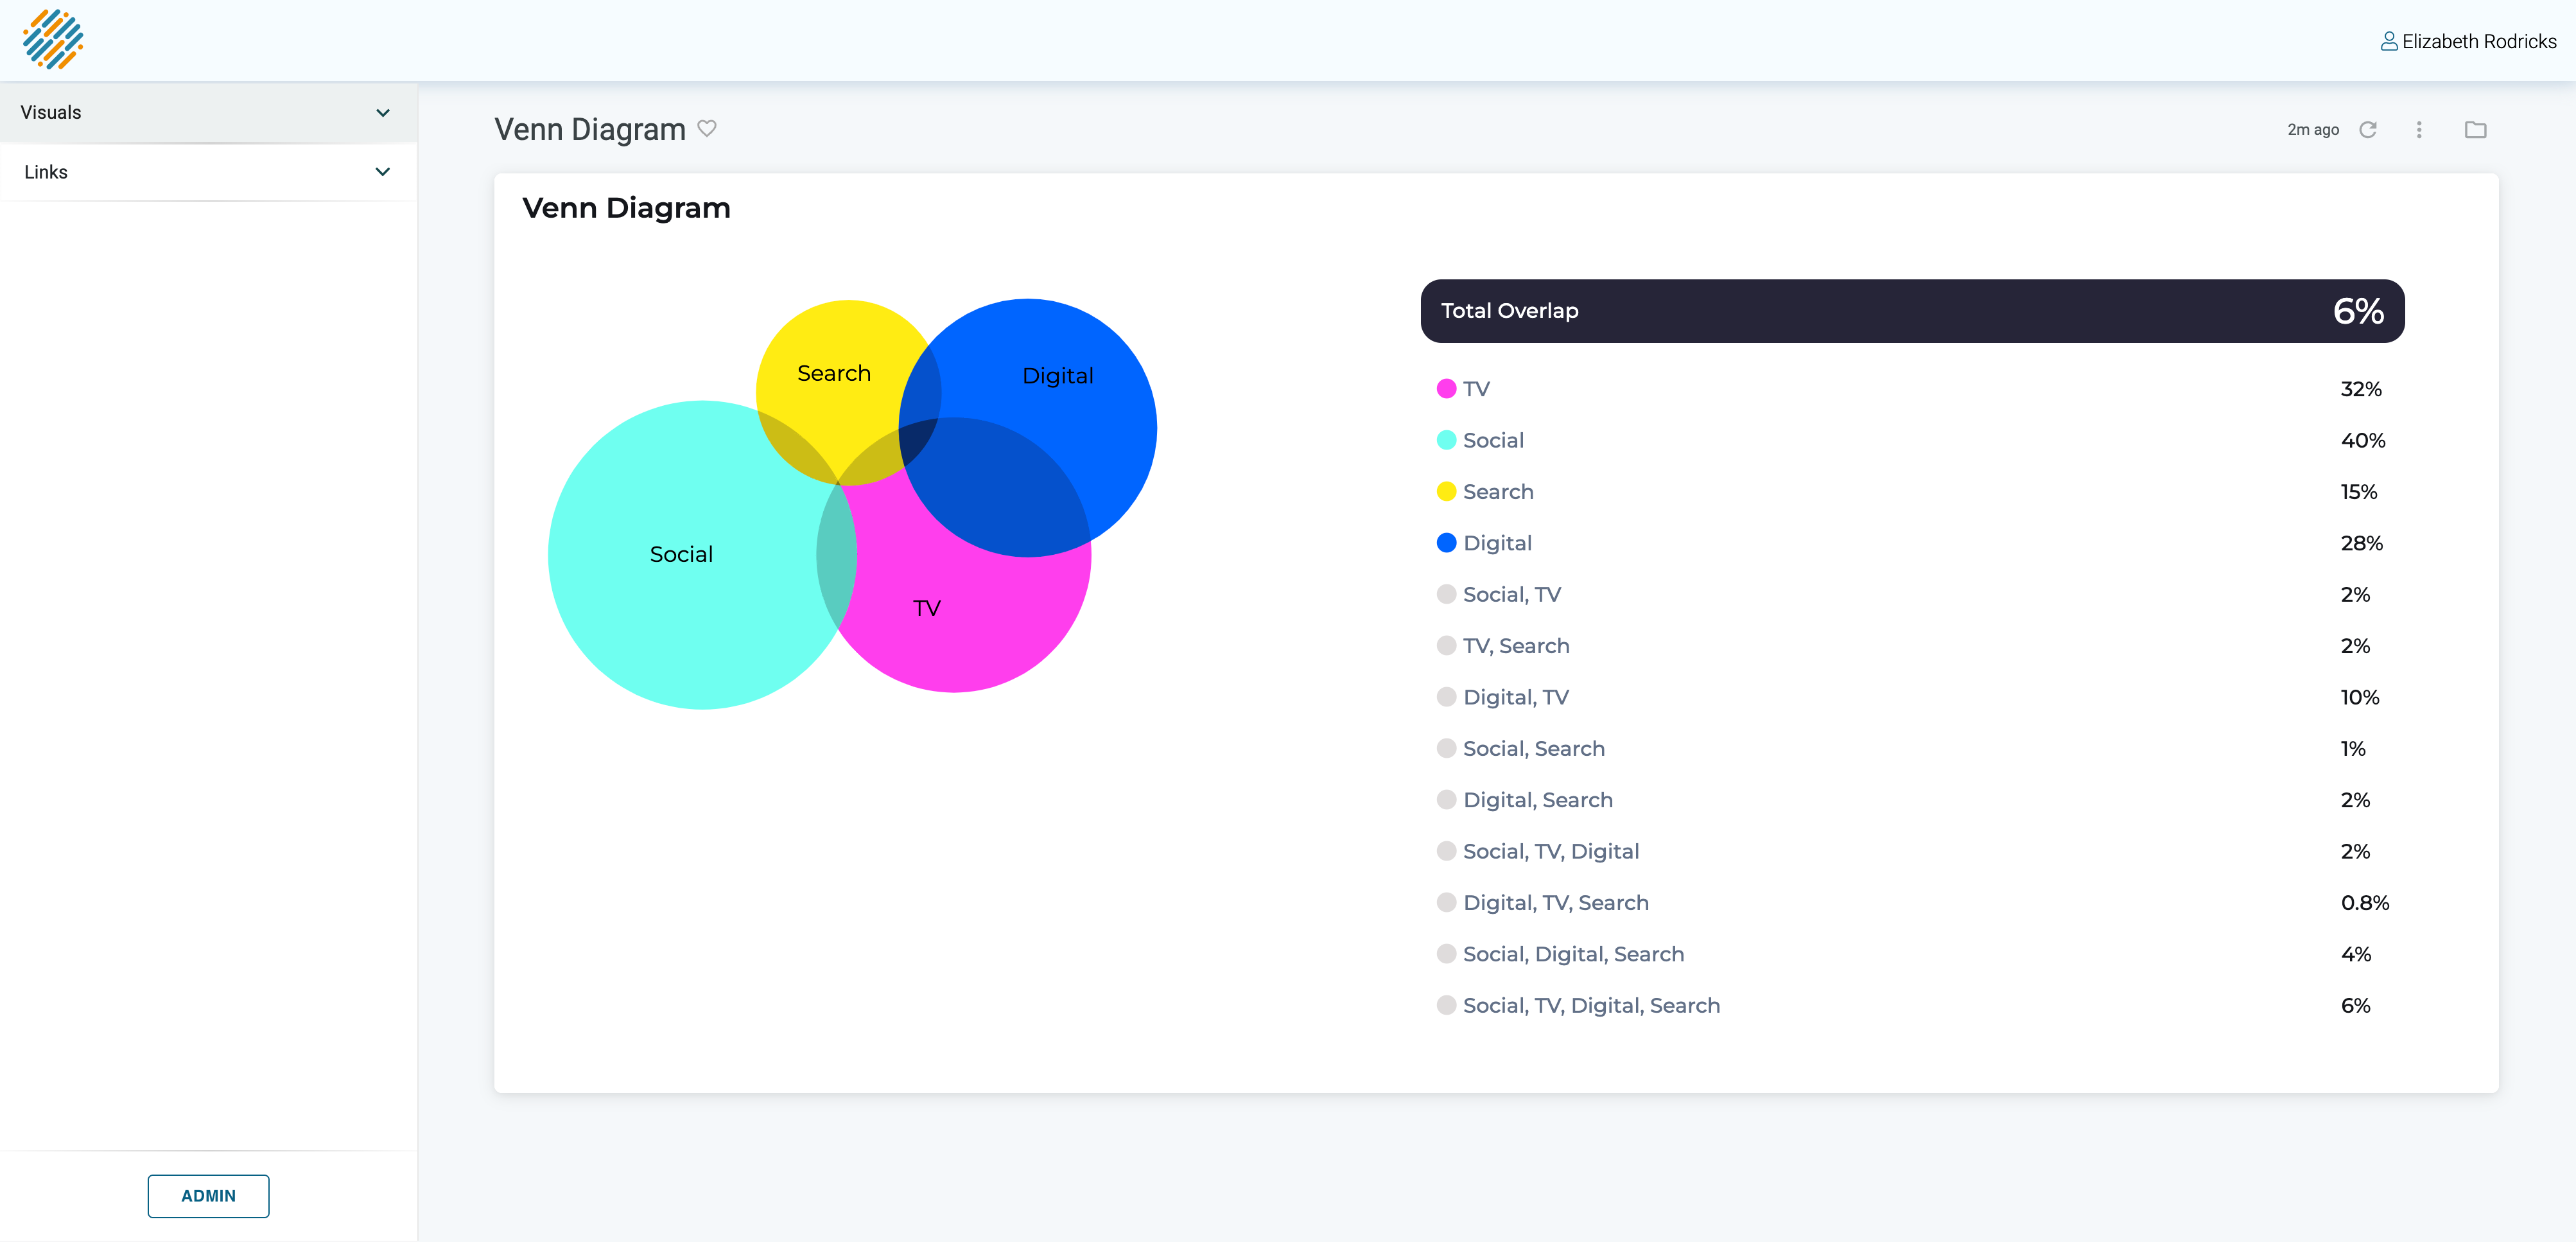 Elizabeth Rodricks
Visuals
Links
Venn Diagram
2m ago
Venn Diagram
Search
Digital
Social
TV
Total Overlap 6%
TV 32%
Social 40%
Search 15%
Digital 28%
Social, TV 2%
TV, Search 2%
Digital, TV 10%
Social, Search 1%
Digital, Search 2%
Social, TV, Digital 2%
Digital, TV, Search 0.8%
Social, Digital, Search 4%
Social, TV, Digital, Search 6%
ADMIN